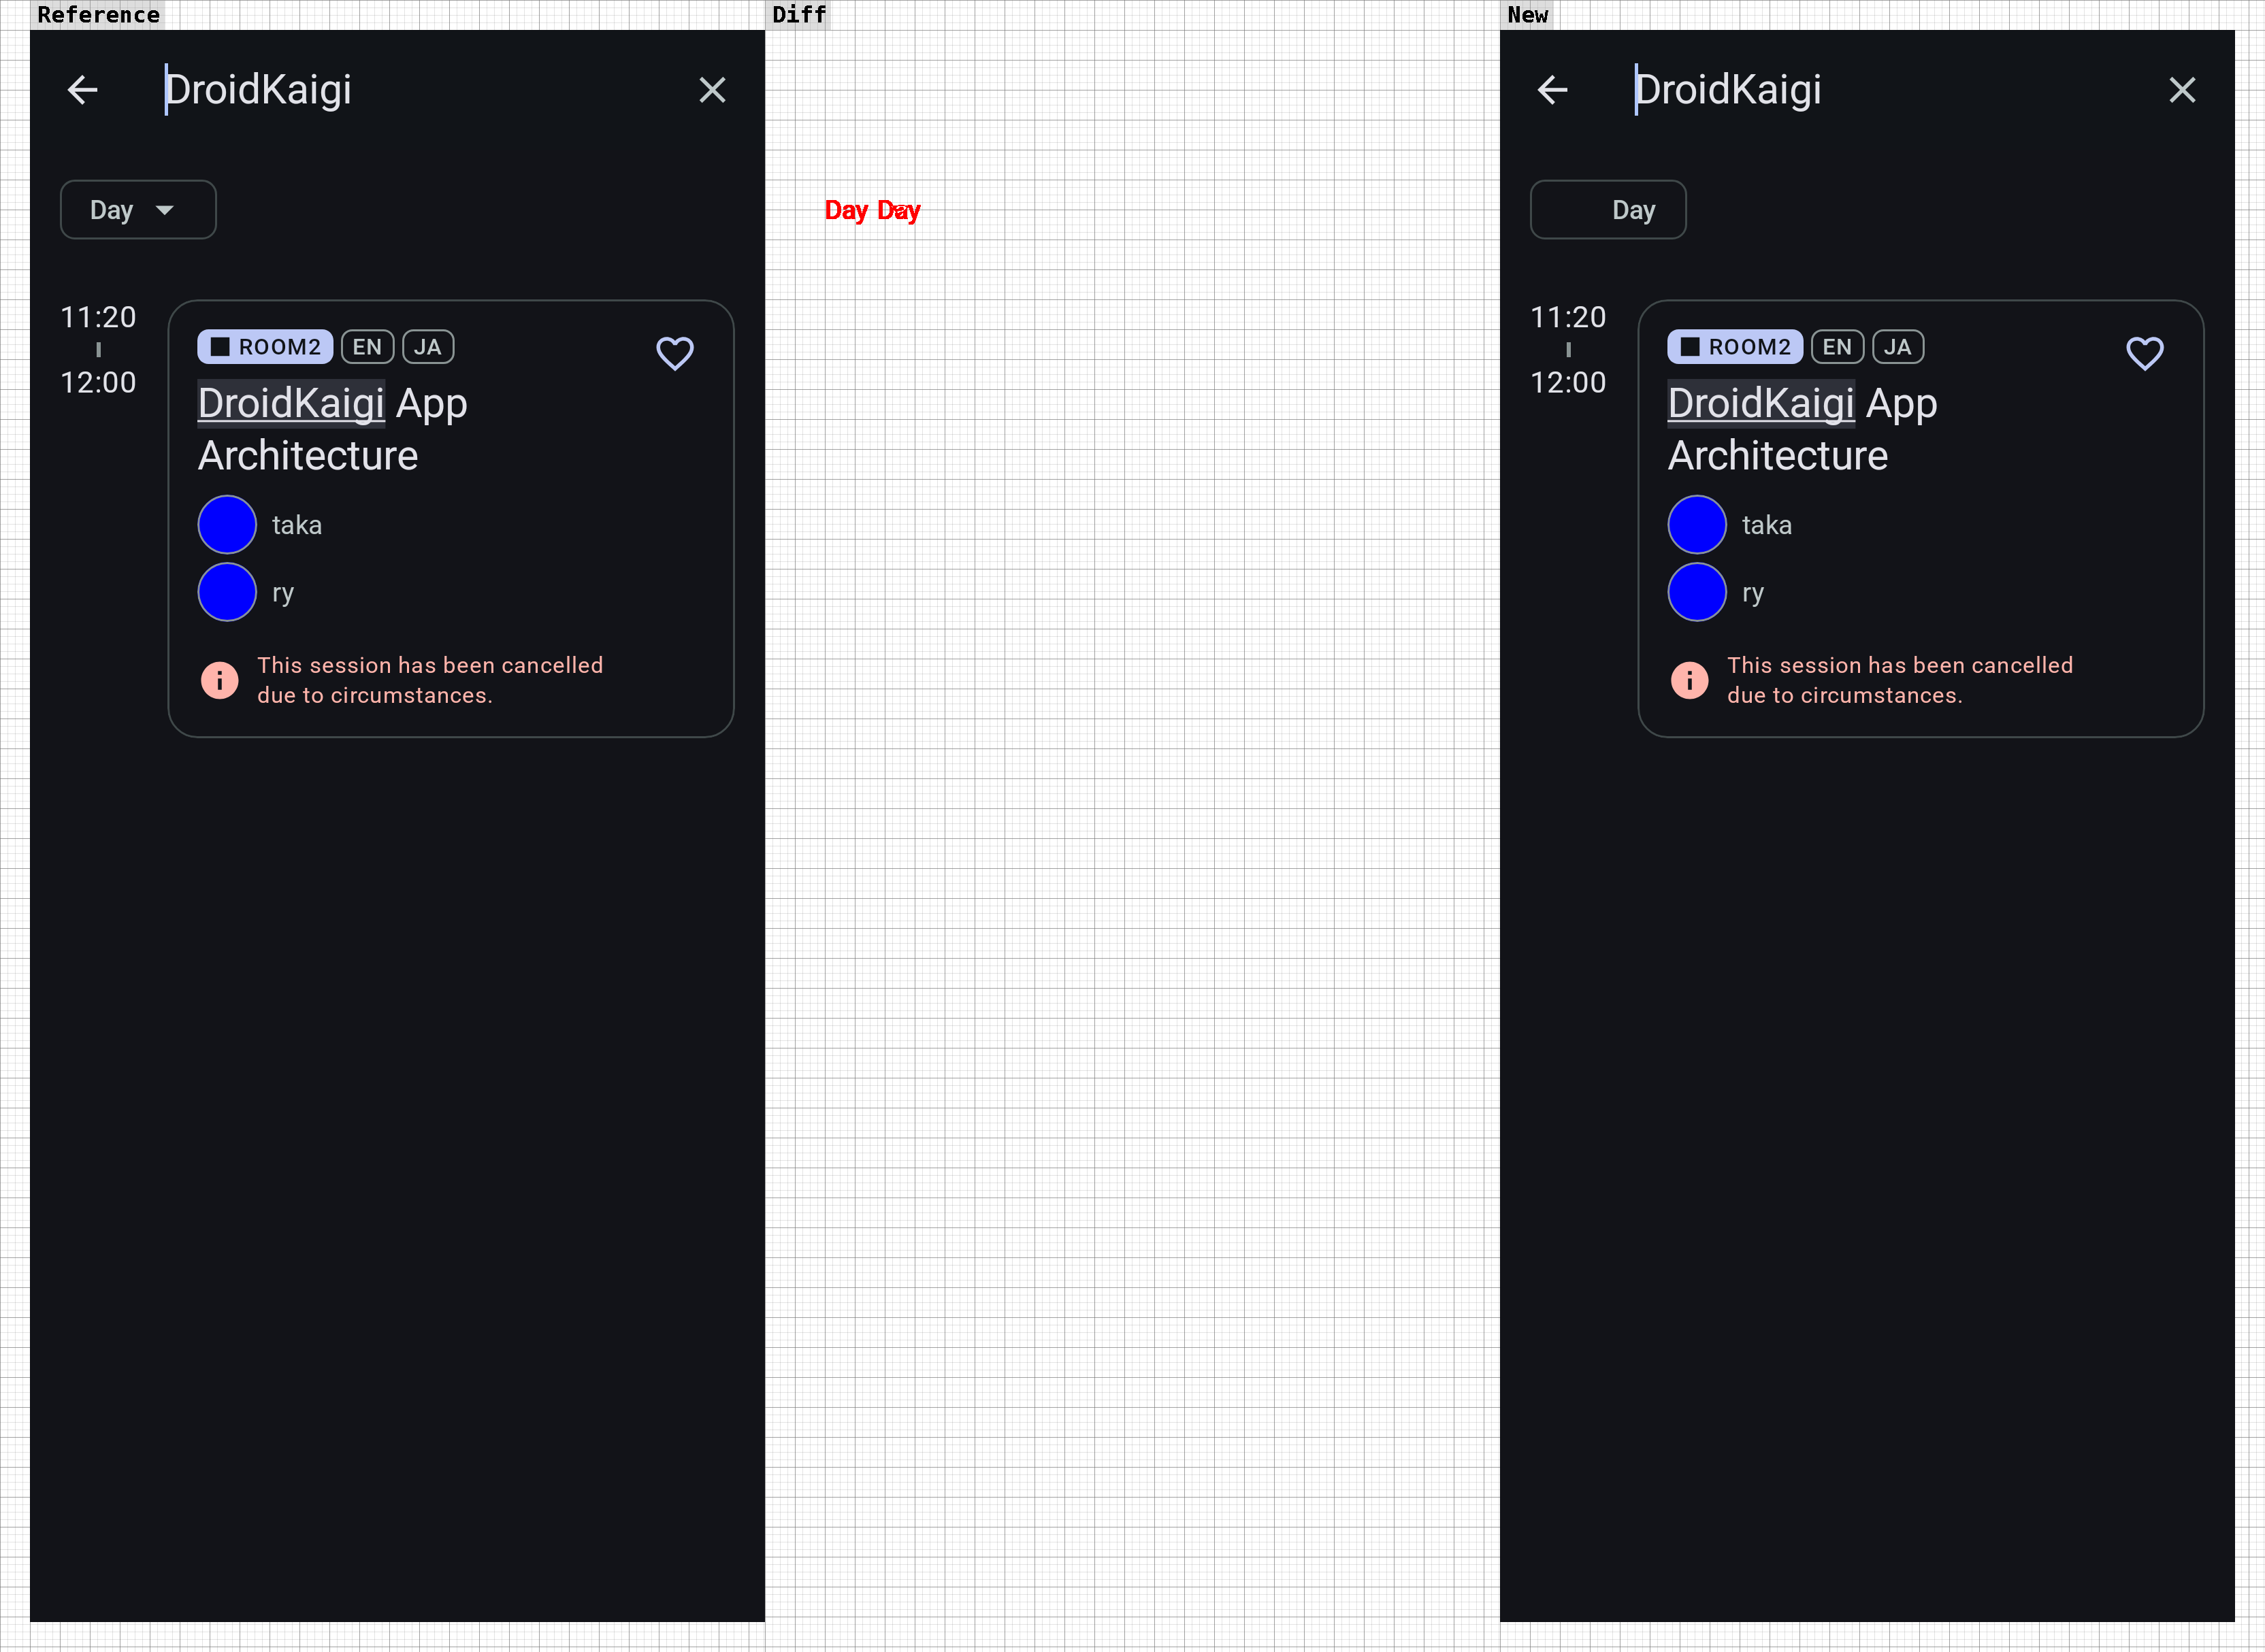 Reference
DroidKaigi
Day
11:20
12:00
ROOM2 EN JA
DroidKaigi App
Architecture
taka
ry
This session has been cancelled
due to circumstances.
Diff
Day Day
New
DroidKaigi
Day
11:20
12:00
ROOM2 EN JA
DroidKaigi App
Architecture
taka
ry
This session has been cancelled
due to circumstances.